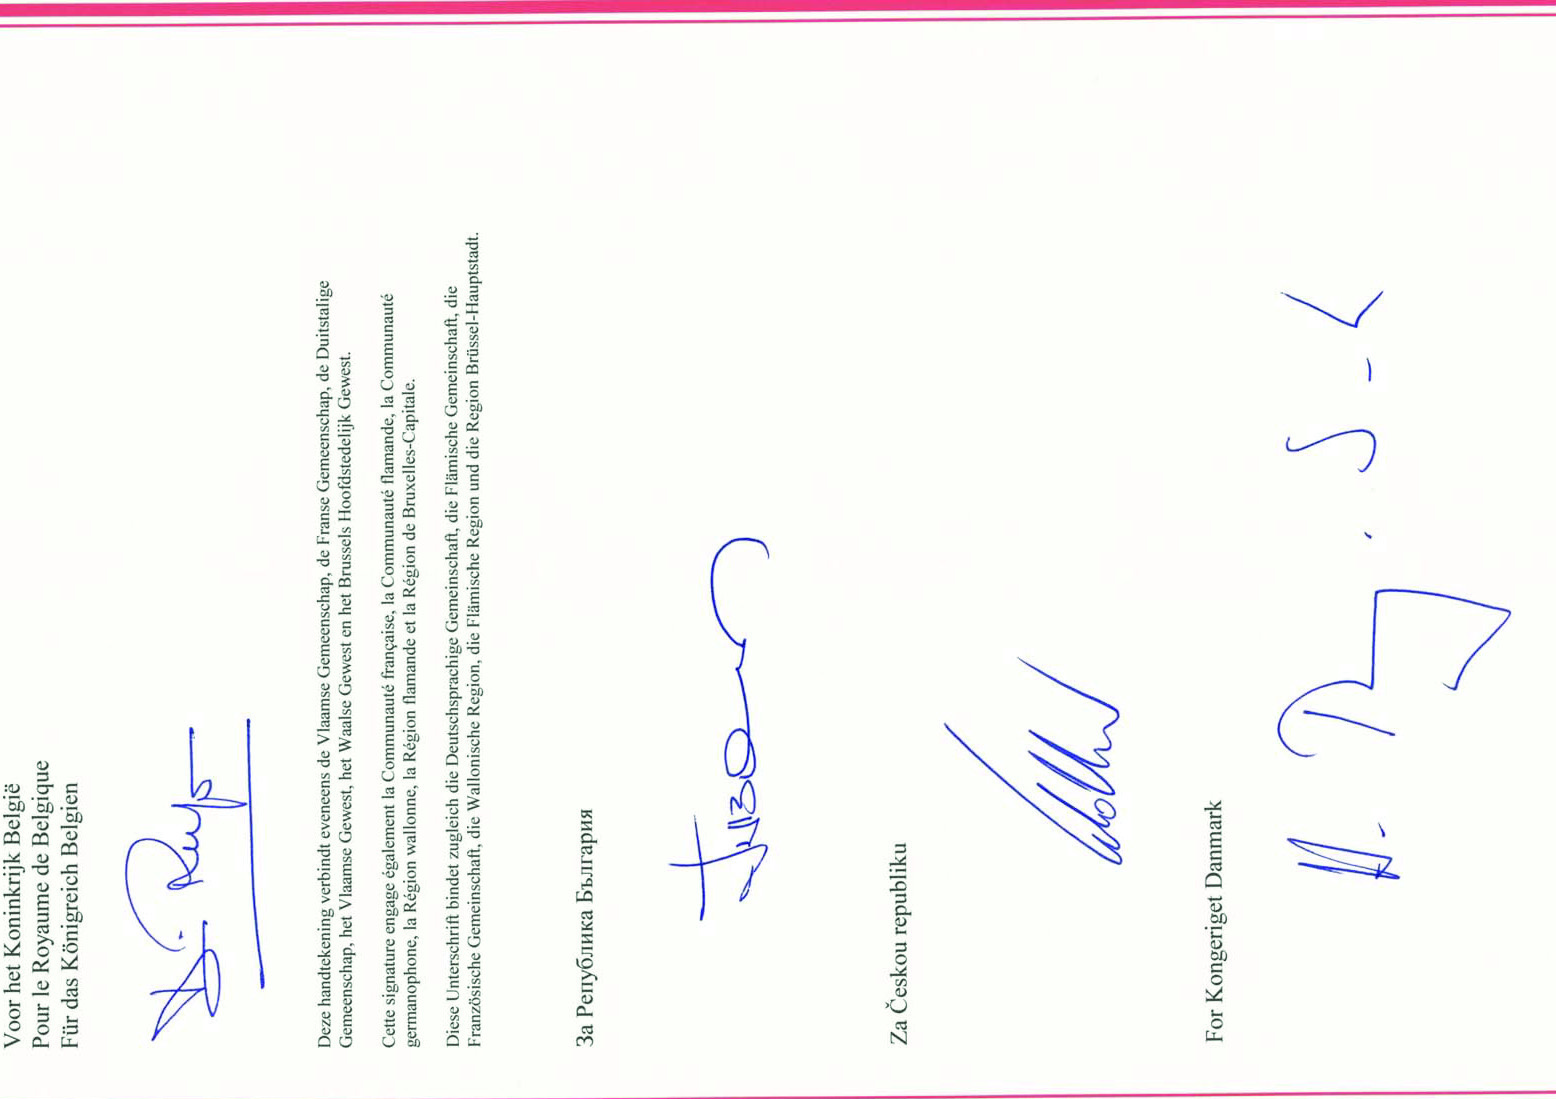 Voor het Koninkrijk België
Pour le Royaume de Belgique
Für das Königreich Belgien
Deze handtekening verbindt eveneens de Vlaamse Gemeenschap, de Franse Gemeenschap, de Duitstalige
Gemeenschap, het Vlaamse Gewest, het Waalse Gewest en het Brussels Hoofdstedelijk Gewest.
Cette signature engage également la Communauté française, la Communauté flamande, la Communauté
germanophone, la Région wallonne, la Région flamande et la Région de Bruxelles-Capitale.
Diese Unterschrift bindet zugleich die Deutschsprachige Gemeinschaft, die Flämische Gemeinschaft, die
Französische Gemeinschaft, die Wallonische Region, die Flämische Region und die Region Brüssel-Hauptstadt.
За Република България
Za Českou republiku
For Kongeriget Danmark